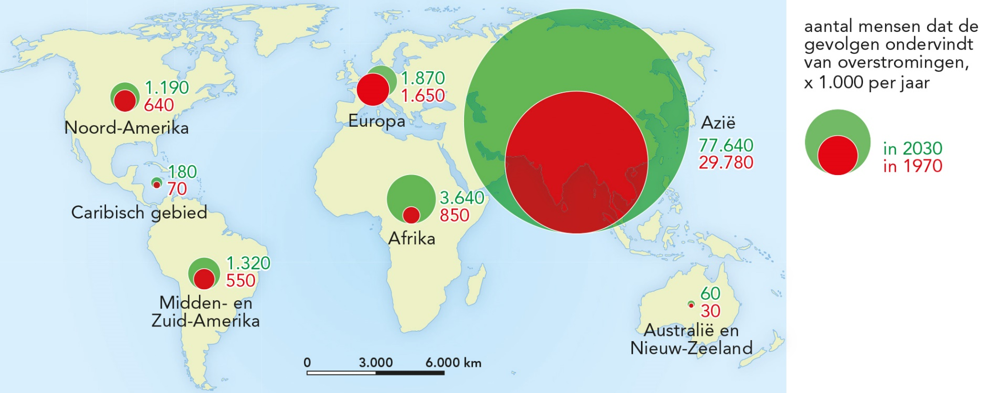 aantal mensen dat de
gevolgen ondervindt
van overstromingen,
x 1.000 per jaar
in 2030
in 1970
1.190
640
Noord-Amerika
180
70
Caribisch gebied
1.320
550
Midden- en
Zuid-Amerika
1.870
1.650
Europa
3.640
850
Afrika
Azië
77.640
29.780
60
30
Australië en
Nieuw-Zeeland
0 3.000 6.000 km